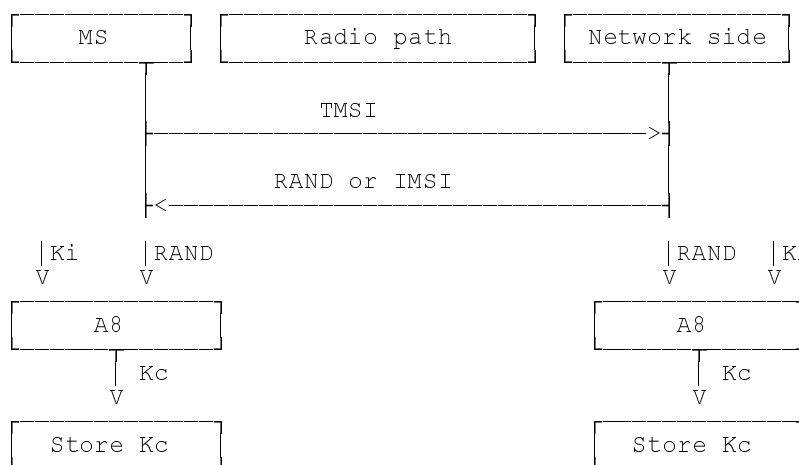 MS Radio path Network side
TMSI
RAND or IMSI
Ki RAND RAND
V V V V
A8 A8
Kc Kc
V V
Store Kc Store Kc